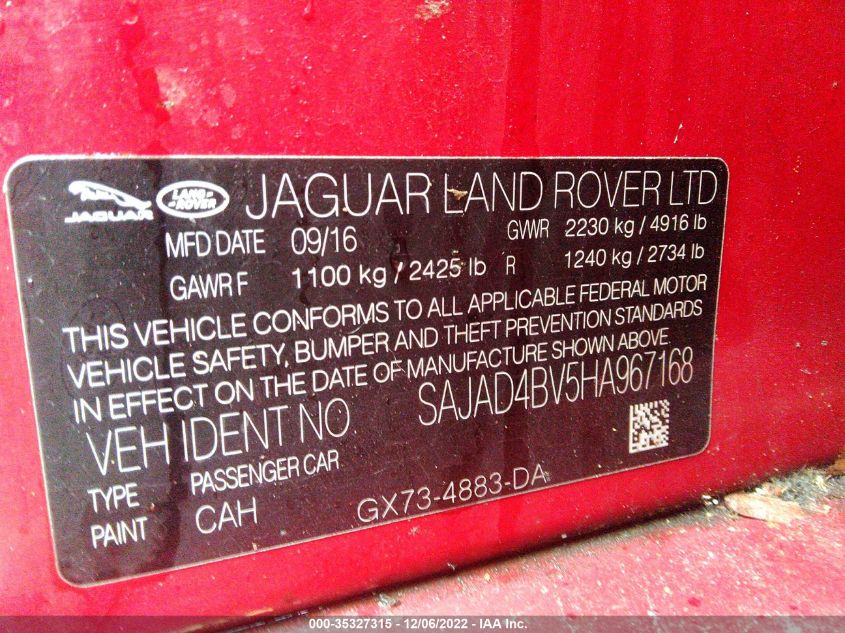 JAGUAR LAND ROVER JAGUAR LAND ROVER LTD
MFD DATE 09/16 GWWR 2230 kg / 4916 lb
GAWR F 1100 kg / 2425 lb R 1240 kg / 2734 lb
THIS VEHICLE CONFORMS TO ALL APPLICABLE FEDERAL MOTOR
VEHICLE SAFETY, BUMPER AND THEFT PREVENTION STANDARDS
IN EFFECT ON THE DATE OF MANUFACTURE SHOWN ABOVE.
VEH IDENT NO SAJAD4BV5HA967168
TYPE PASSENGER CAR
PAINT CAH GX73-4883-DA
000-35327315 - 12/06/2022 - IAA Inc.